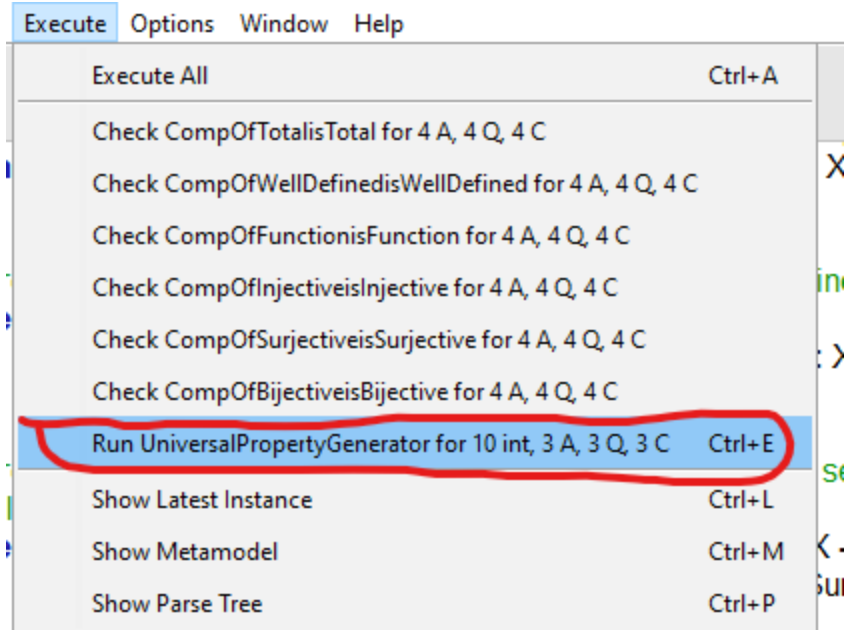 Execute Options Window Help
Execute All Ctrl+A
Check CompOfTotalisTotal for 4 A, 4 Q, 4 C
X
Check CompOfWellDefinedisWellDefined for 4 A, 4 Q, 4 C
Check CompOfFunctionisFunction for 4 A, 4 Q, 4 C
Check CompOfInjectiveisInjective for 4 A, 4 Q, 4 C
Check CompOfSurjectiveisSurjective for 4 A, 4 Q, 4 C
: X
Check CompOfBijectiveisBijective for 4 A, 4 Q, 4 C
Run UniversalPropertyGenerator for 10 int, 3 A, 3 Q, 3 C Ctrl+E
Show Latest Instance Ctrl+L
Show Metamodel Ctrl+M
Show Parse Tree Ctrl+P